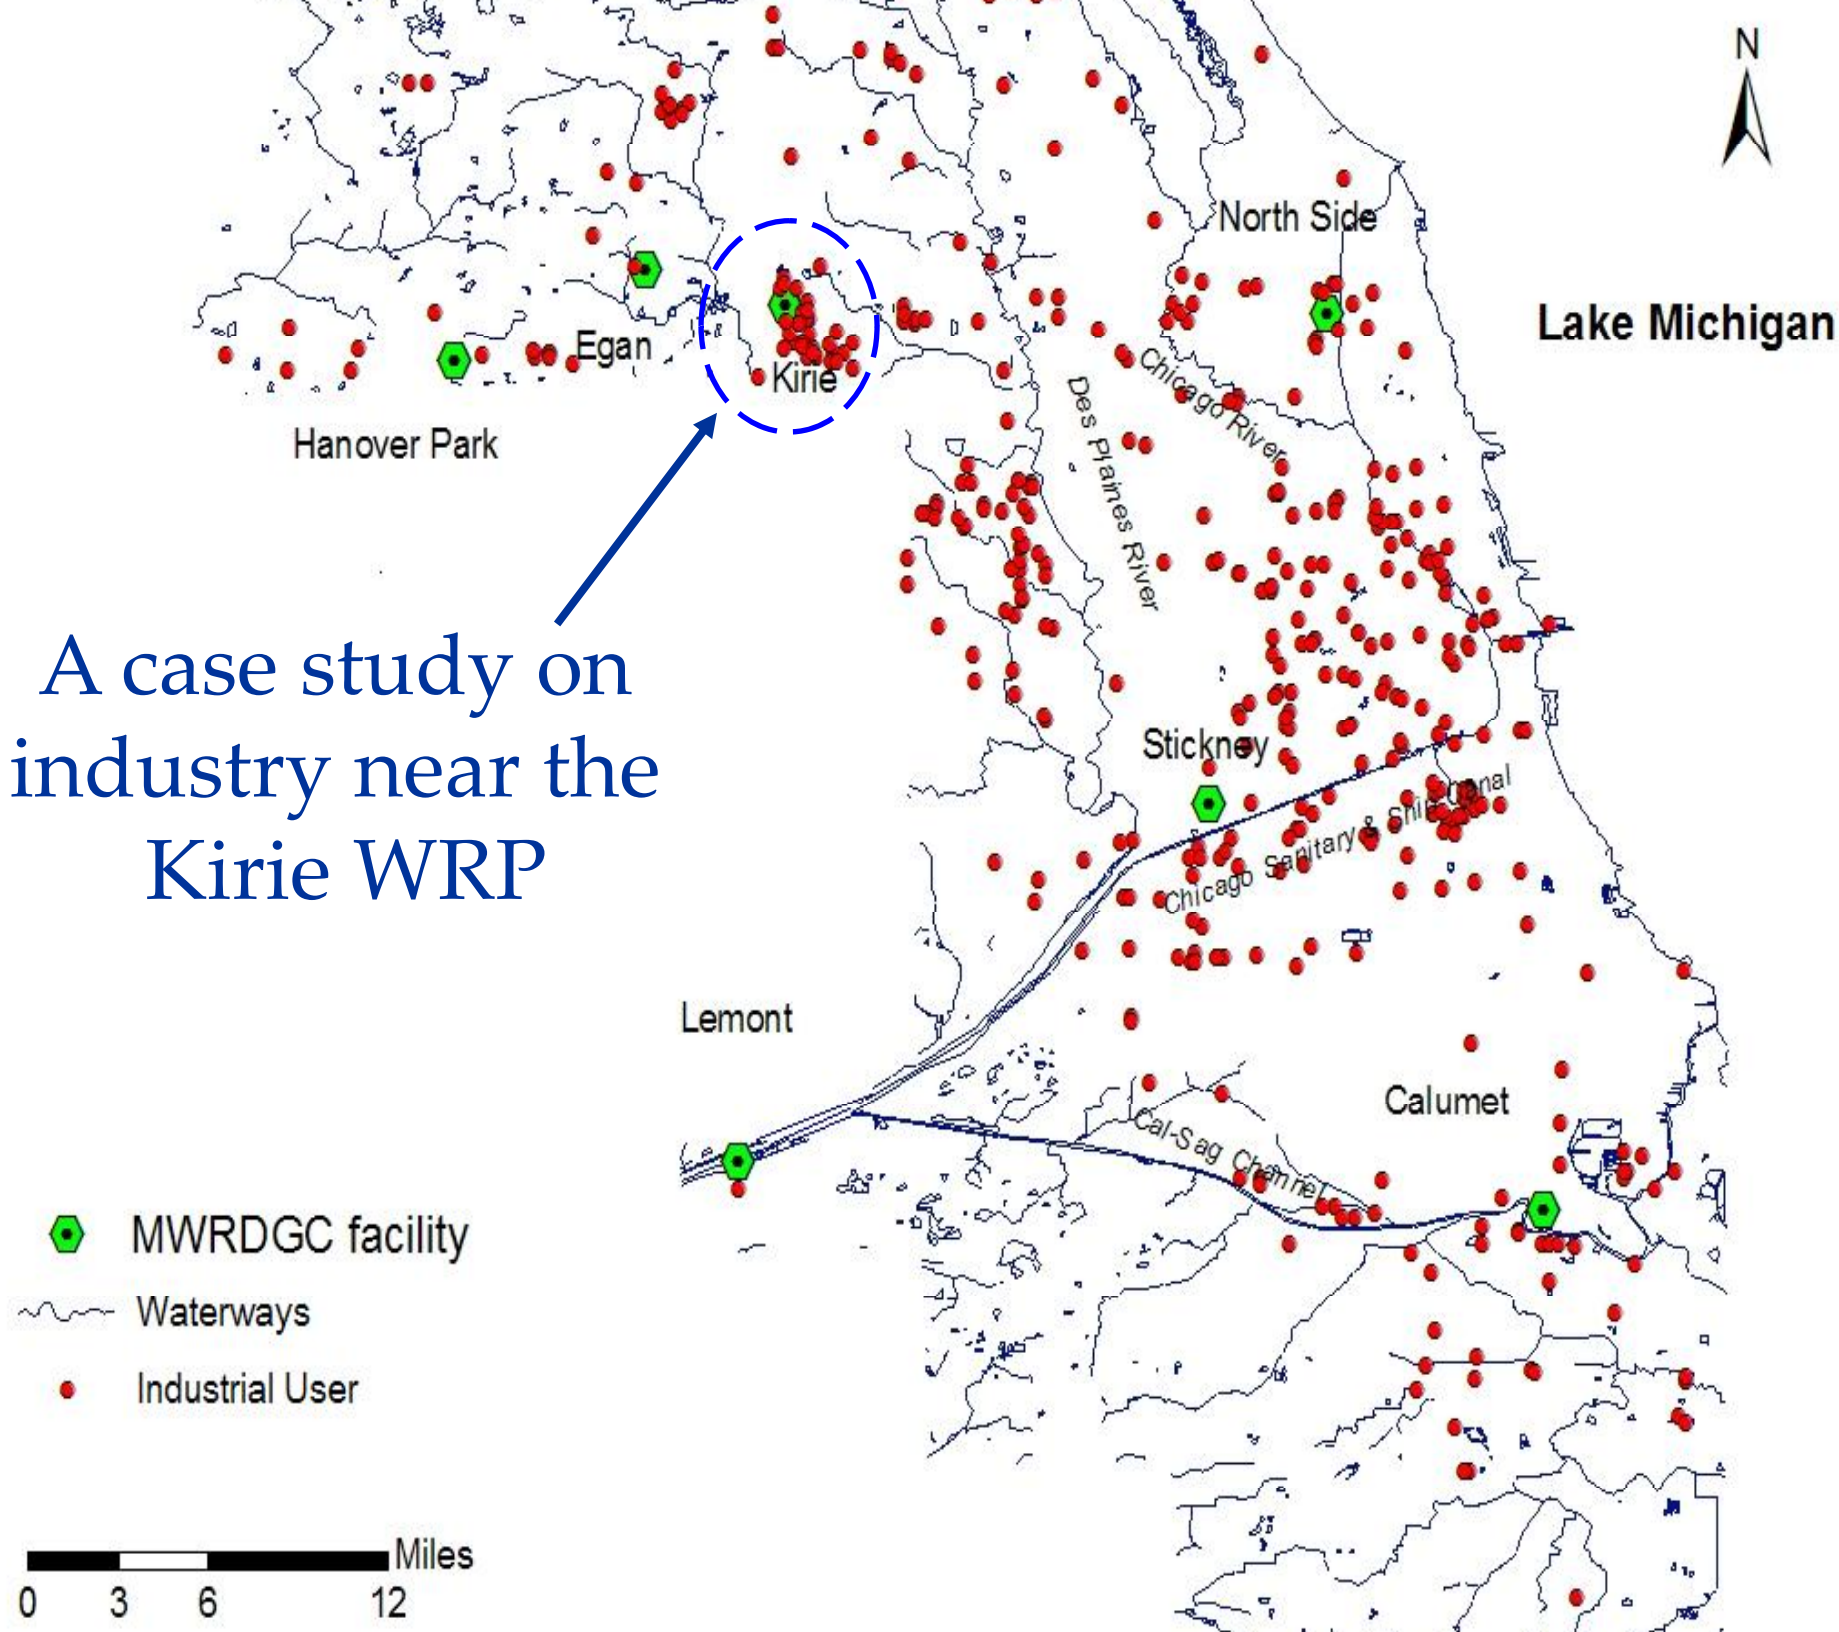 N
North Side
Lake Michigan
Egan
Kirie
Chicago River
Des Plaines River
Hanover Park
A case study on
industry near the
Kirie WRP
Stickney
Chicago Sanitary & Ship Canal
Lemont
Calumet
Cal-Sag Channel
MWRDGC facility
Waterways
Industrial User
Miles
0 3 6 12